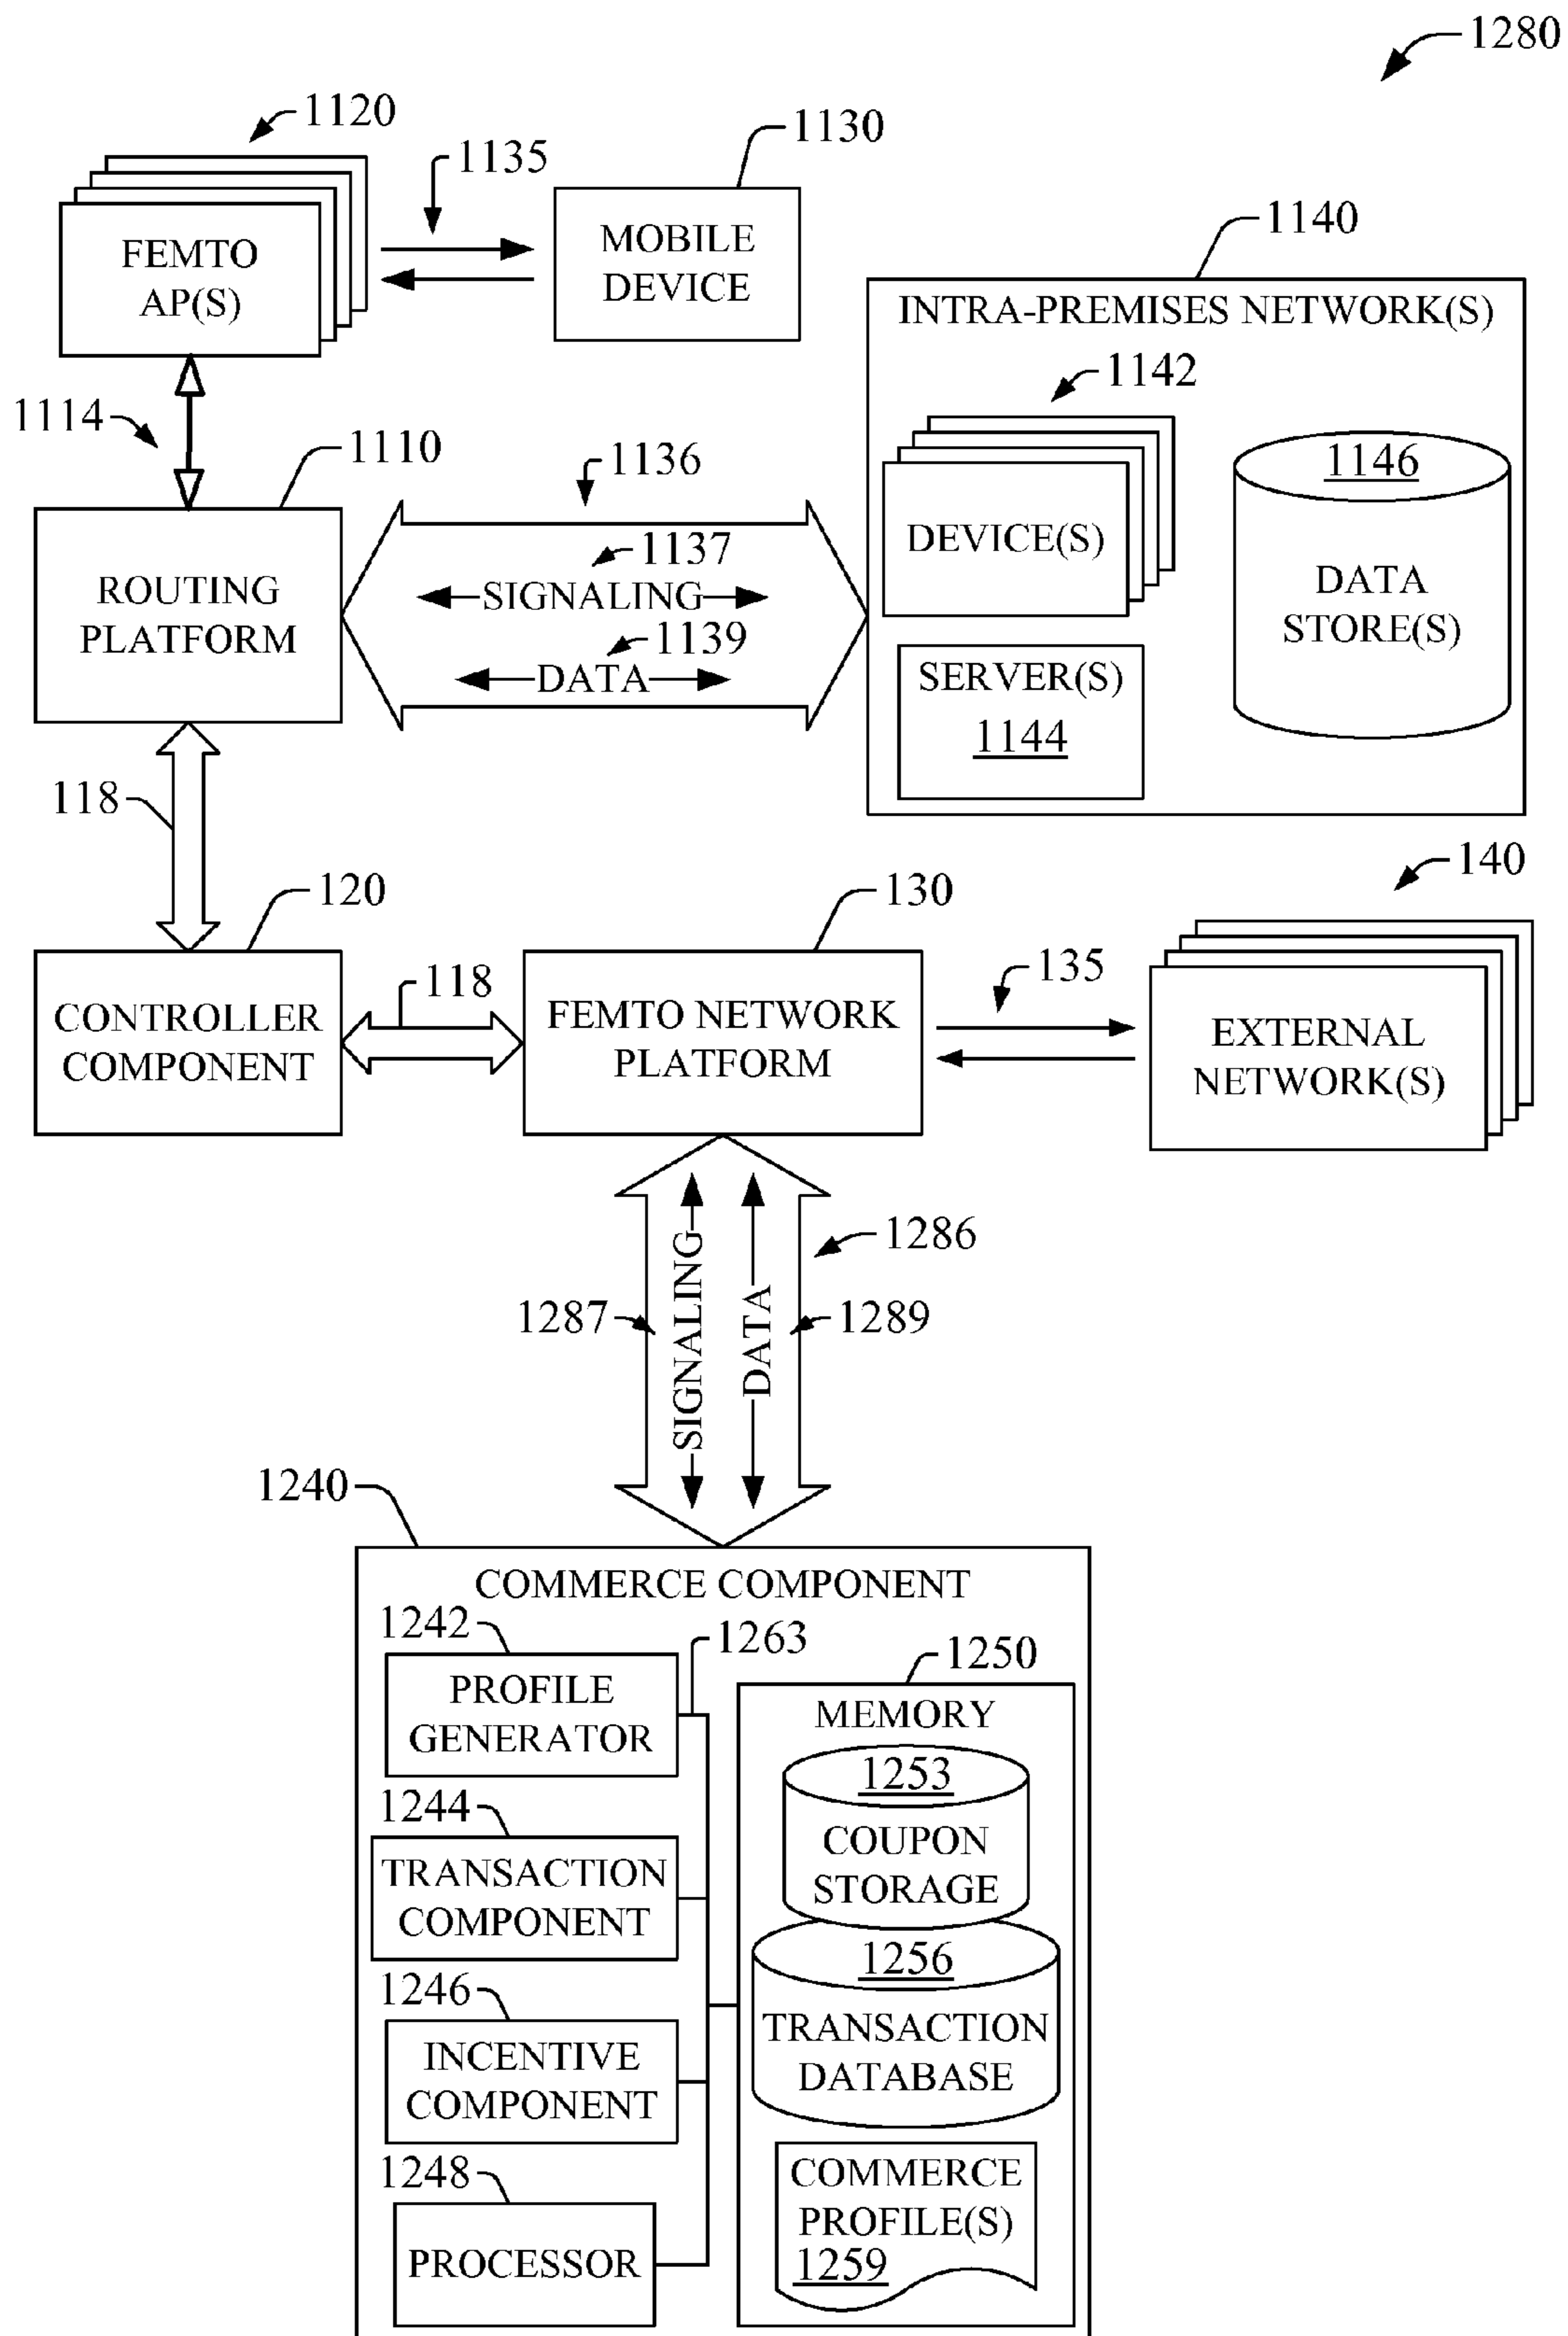 1280
1120
1135
1130
FEMTO
AP(S)
MOBILE
DEVICE
1140
INTRA-PREMISES NETWORK(S)
1142
1114
1110
1136
1146
1137
DEVICE(S)
ROUTING
PLATFORM
SIGNALING
DATA
STORE(S)
1139
DATA
SERVER(S)
1144
118
120
130
140
118
135
CONTROLLER
COMPONENT
FEMTO NETWORK
PLATFORM
EXTERNAL
NETWORK(S)
1286
1287
SIGNALING
DATA
1289
1240
COMMERCE COMPONENT
1242
1263
1250
PROFILE
GENERATOR
MEMORY
1253
COUPON
STORAGE
1244
TRANSACTION
COMPONENT
1256
TRANSACTION
DATABASE
1246
INCENTIVE
COMPONENT
1248
PROCESSOR
COMMERCE
PROFILE(S)
1259